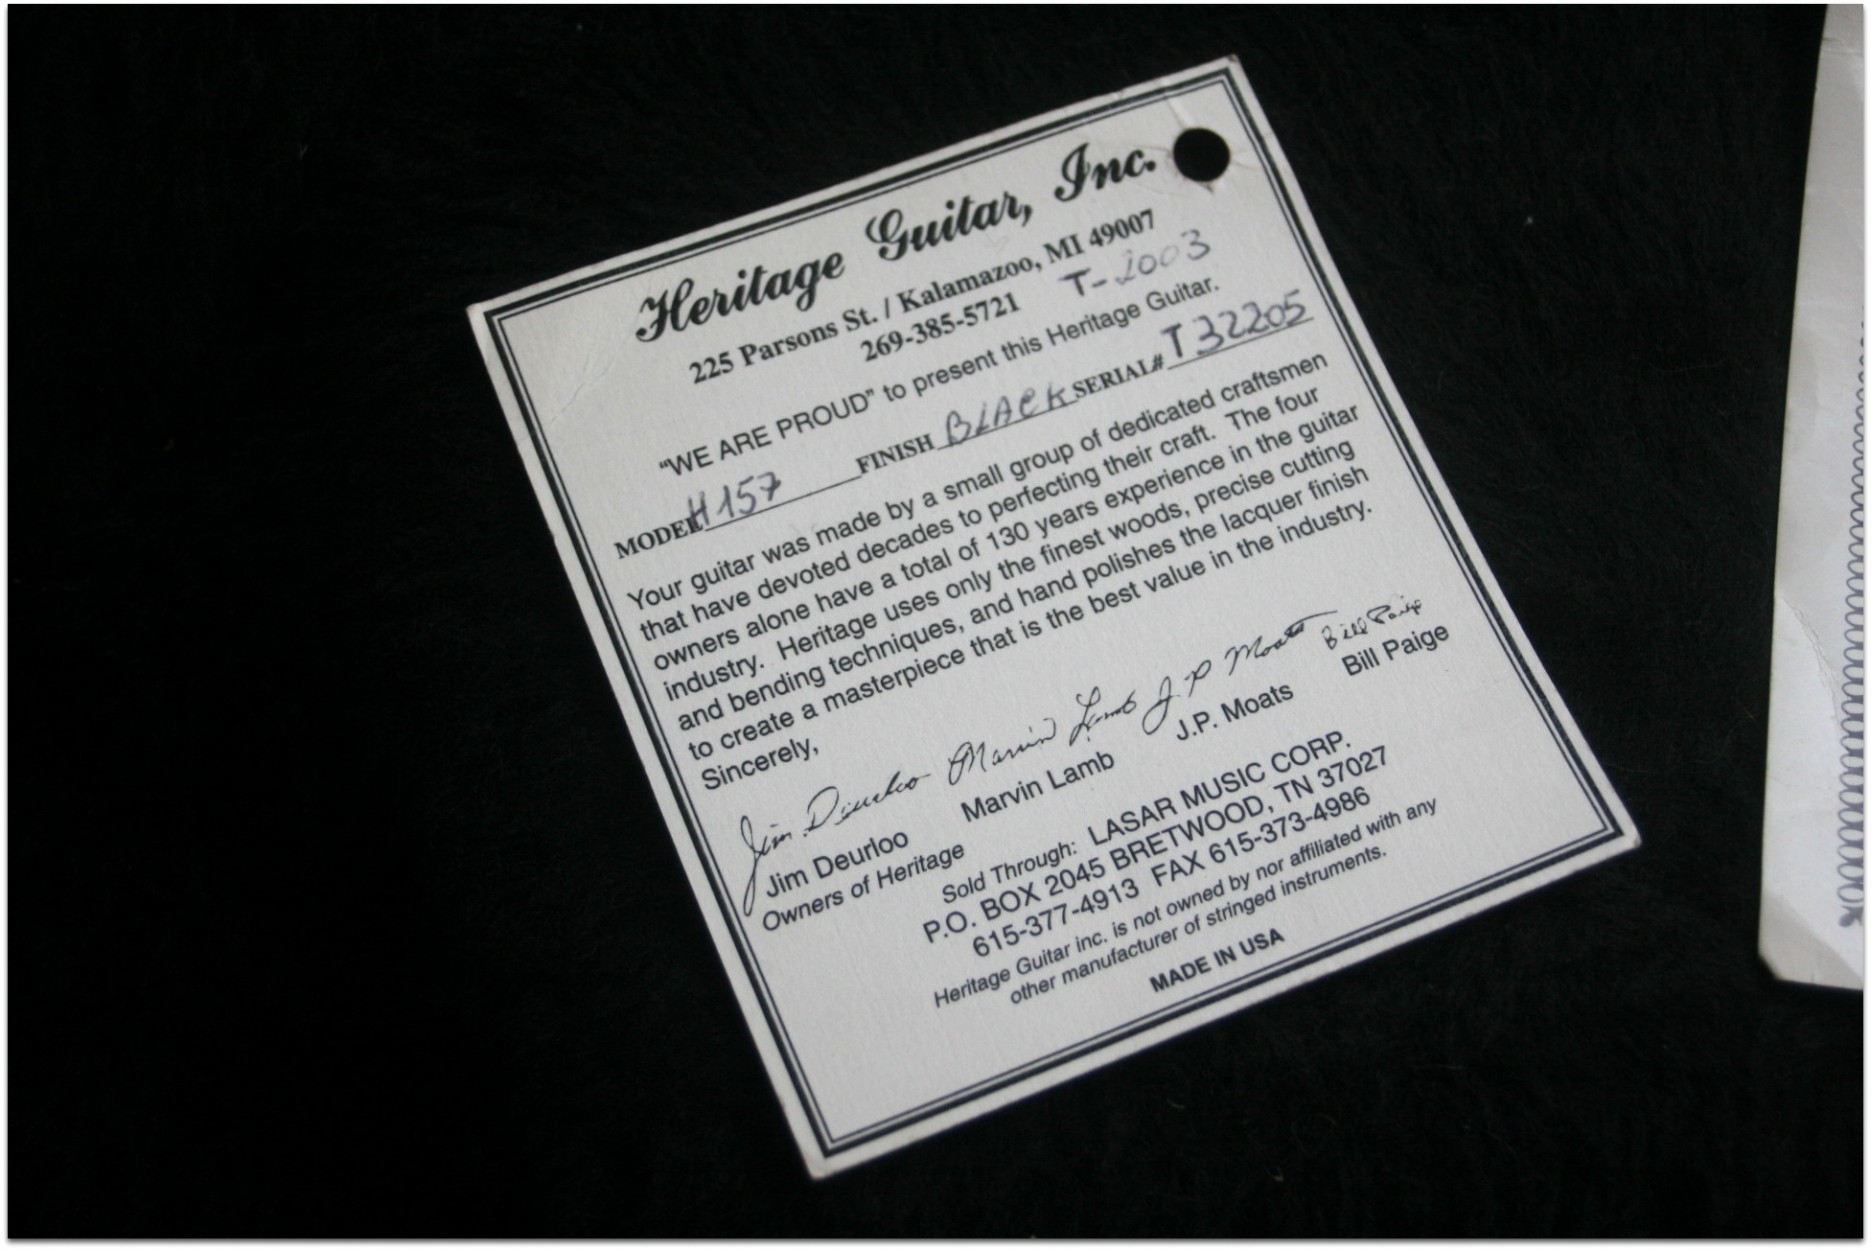 Heritage Guitar, Inc.
225 Parsons St. / Kalamazoo, MI 49007
269-385-5721 T-2003
"WE ARE PROUD" to present this Heritage Guitar.
MODEL H157 FINISH BLACK SERIAL# T32205
Your guitar was made by a small group of dedicated craftsmen
that have devoted decades to perfecting their craft. The four
owners alone have a total of 130 years experience in the guitar
industry. Heritage uses only the finest woods, precise cutting
and bending techniques, and hand polishes the lacquer finish
to create a masterpiece that is the best value in the industry.
Sincerely,
Jim Deurloo Marvin Lamb J P Moats Bill Paige
Jim Deurloo Marvin Lamb J.P. Moats Bill Paige
Owners of Heritage
Sold Through: LASAR MUSIC CORP.
P.O. BOX 2045 BRETWOOD, TN 37027
615-377-4913 FAX 615-373-4986
Heritage Guitar inc. is not owned by nor affiliated with any
other manufacturer of stringed instruments.
MADE IN USA